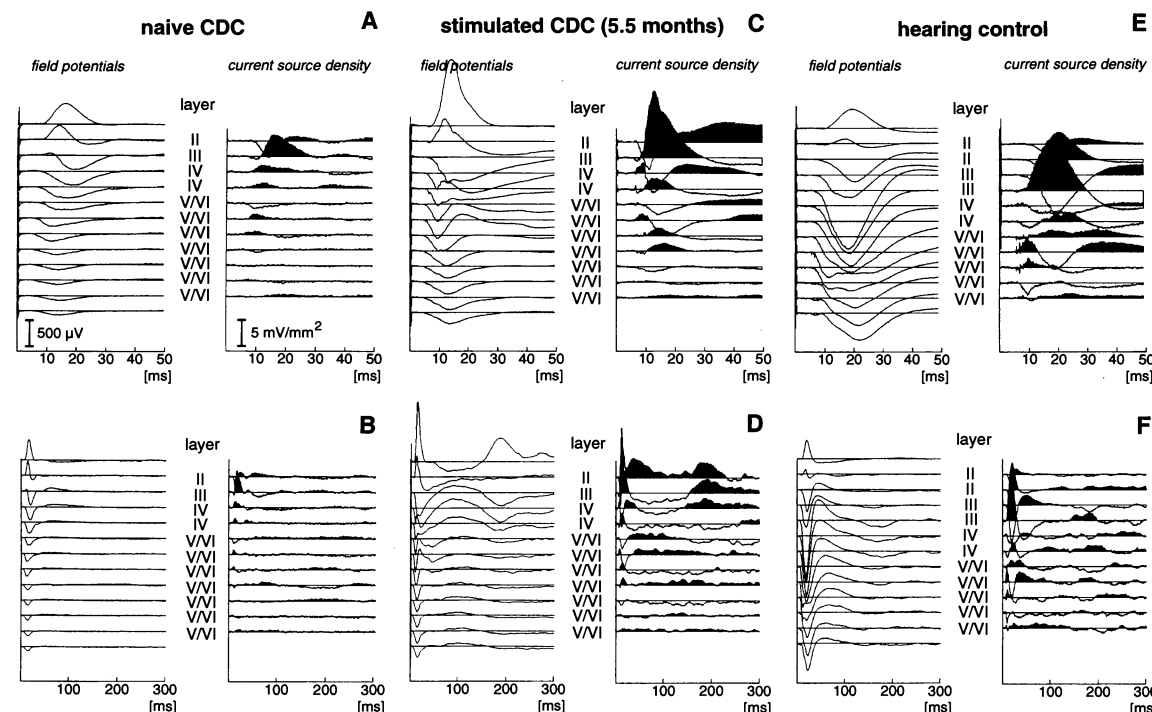 naive CDC
A
field potentials
current source density
layer
II
III
IV
IV
V/VI
V/VI
V/VI
V/VI
V/VI
V/VI
V/VI
500 µV
5 mV/mm2
10 20 30 40 50
[ms]
10 20 30 40 50
[ms]
stimulated CDC (5.5 months)
C
field potentials
current source density
layer
II
III
IV
IV
V/VI
V/VI
V/VI
V/VI
V/VI
V/VI
V/VI
10 20 30 40 50
[ms]
10 20 30 40 50
[ms]
hearing control
E
field potentials
current source density
layer
II
II
III
III
IV
IV
V/VI
V/VI
V/VI
V/VI
V/VI
10 20 30 40 50
[ms]
10 20 30 40 50
[ms]
B
layer
II
III
IV
IV
V/VI
V/VI
V/VI
V/VI
V/VI
V/VI
V/VI
100 200 300
[ms]
100 200 300
[ms]
D
layer
II
III
IV
IV
V/VI
V/VI
V/VI
V/VI
V/VI
V/VI
V/VI
100 200 300
[ms]
100 200 300
[ms]
F
layer
II
II
III
III
IV
IV
V/VI
V/VI
V/VI
V/VI
V/VI
100 200 300
[ms]
100 200 300
[ms]